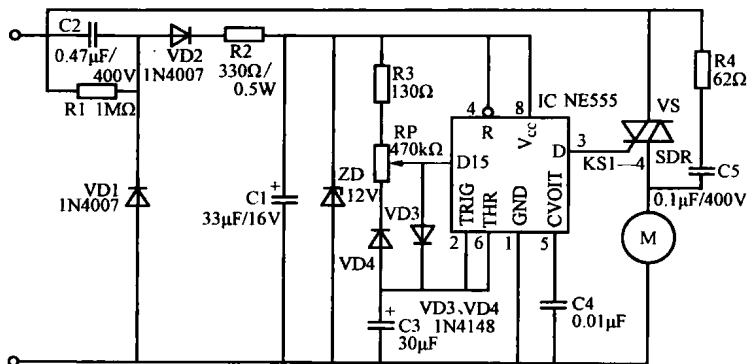 C2
0.47μF/
400V
R1 1MΩ
VD2
1N4007
R2
330Ω/
0.5W
VD1
1N4007
C1
+
33μF/16V
ZD
12V
R3
130Ω
RP
470kΩ
VD3
VD4
+
C3
30μF
VD3、VD4
1N4148
4
8
IC NE555
R
Vcc
D15
D
3
TRIG
THR
GND
CVOIT
2
6
1
5
C4
0.01μF
KS1—4
VS
SDR
R4
62Ω
C5
0.1μF/400V
M